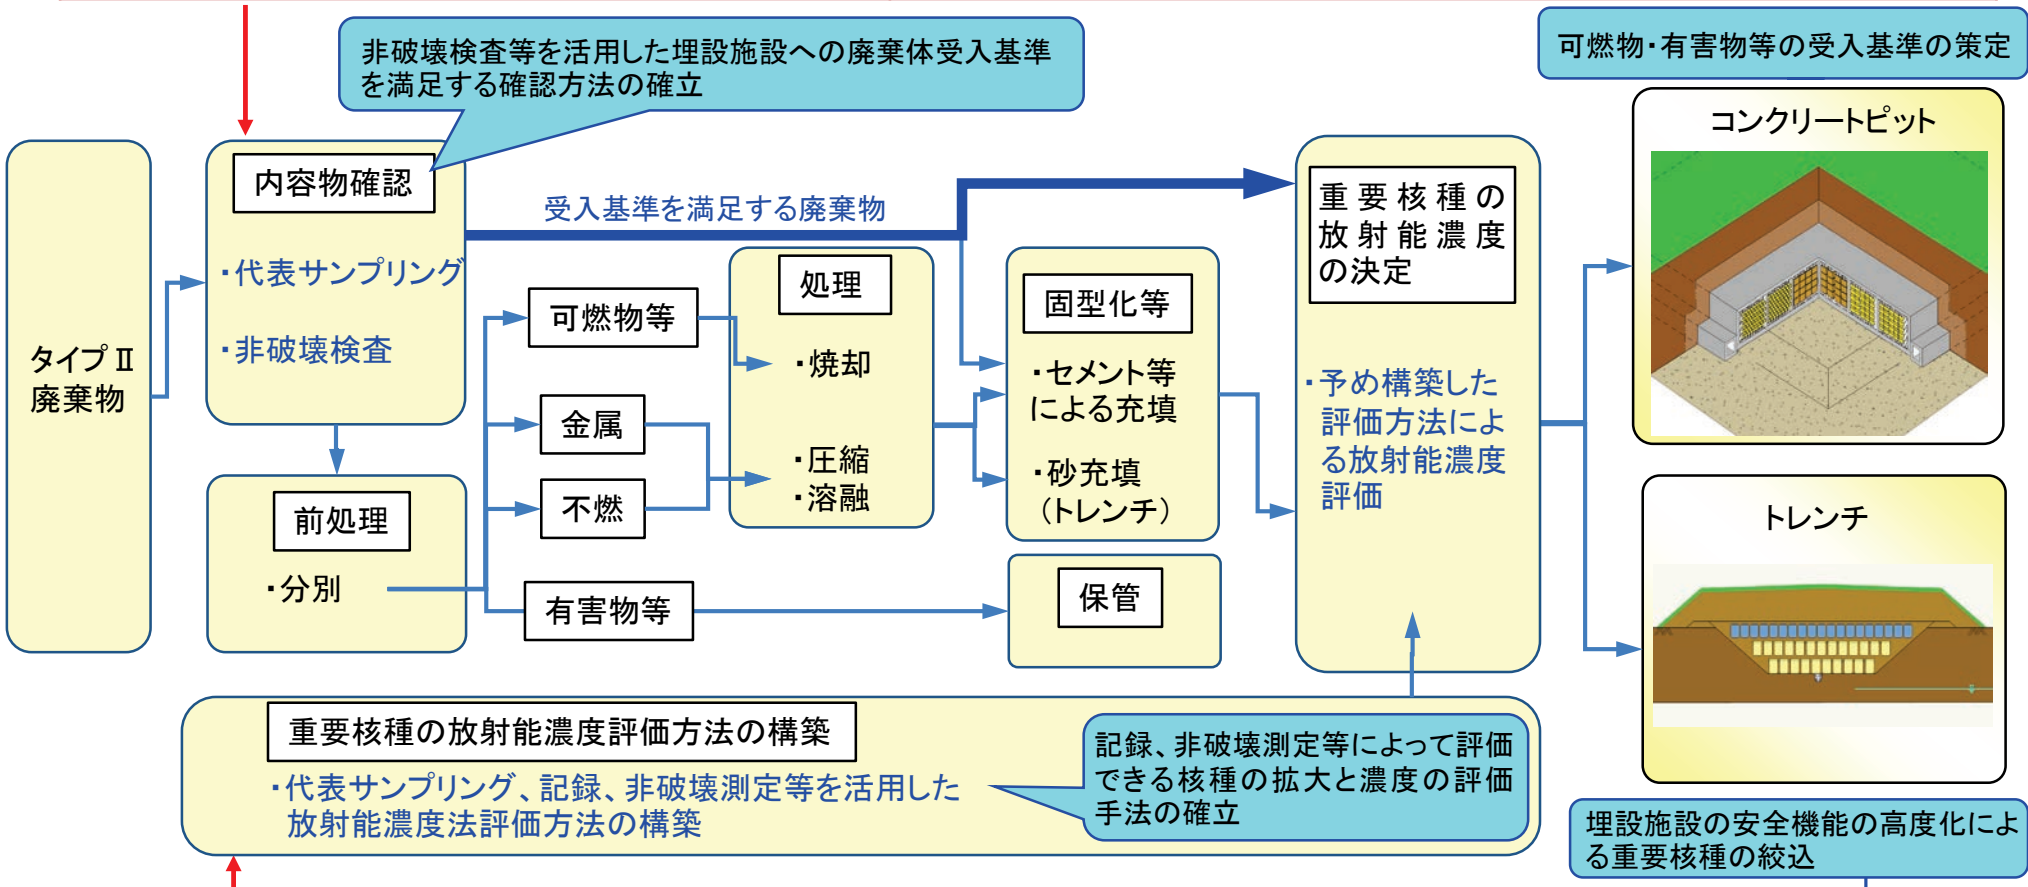 非破壊検査等を活用した埋設施設への廃棄体受入基準
を満足する確認方法の確立
可燃物・有害物等の受入基準の策定
コンクリートピット
タイプⅡ
廃棄物
内容物確認
・代表サンプリング
・非破壊検査
受入基準を満足する廃棄物
前処理
・分別
可燃物等
金属
不燃
有害物等
処理
・焼却
・圧縮
・溶融
固型化等
・セメント等
による充填
・砂充填
（トレンチ）
保管
重要核種の
放射能濃度
の決定
・予め構築した
評価方法によ
る放射能濃度
評価
トレンチ
重要核種の放射能濃度評価方法の構築
・代表サンプリング、記録、非破壊測定等を活用した
放射能濃度法評価方法の構築
記録、非破壊測定等によって評価
できる核種の拡大と濃度の評価
手法の確立
埋設施設の安全機能の高度化によ
る重要核種の絞込